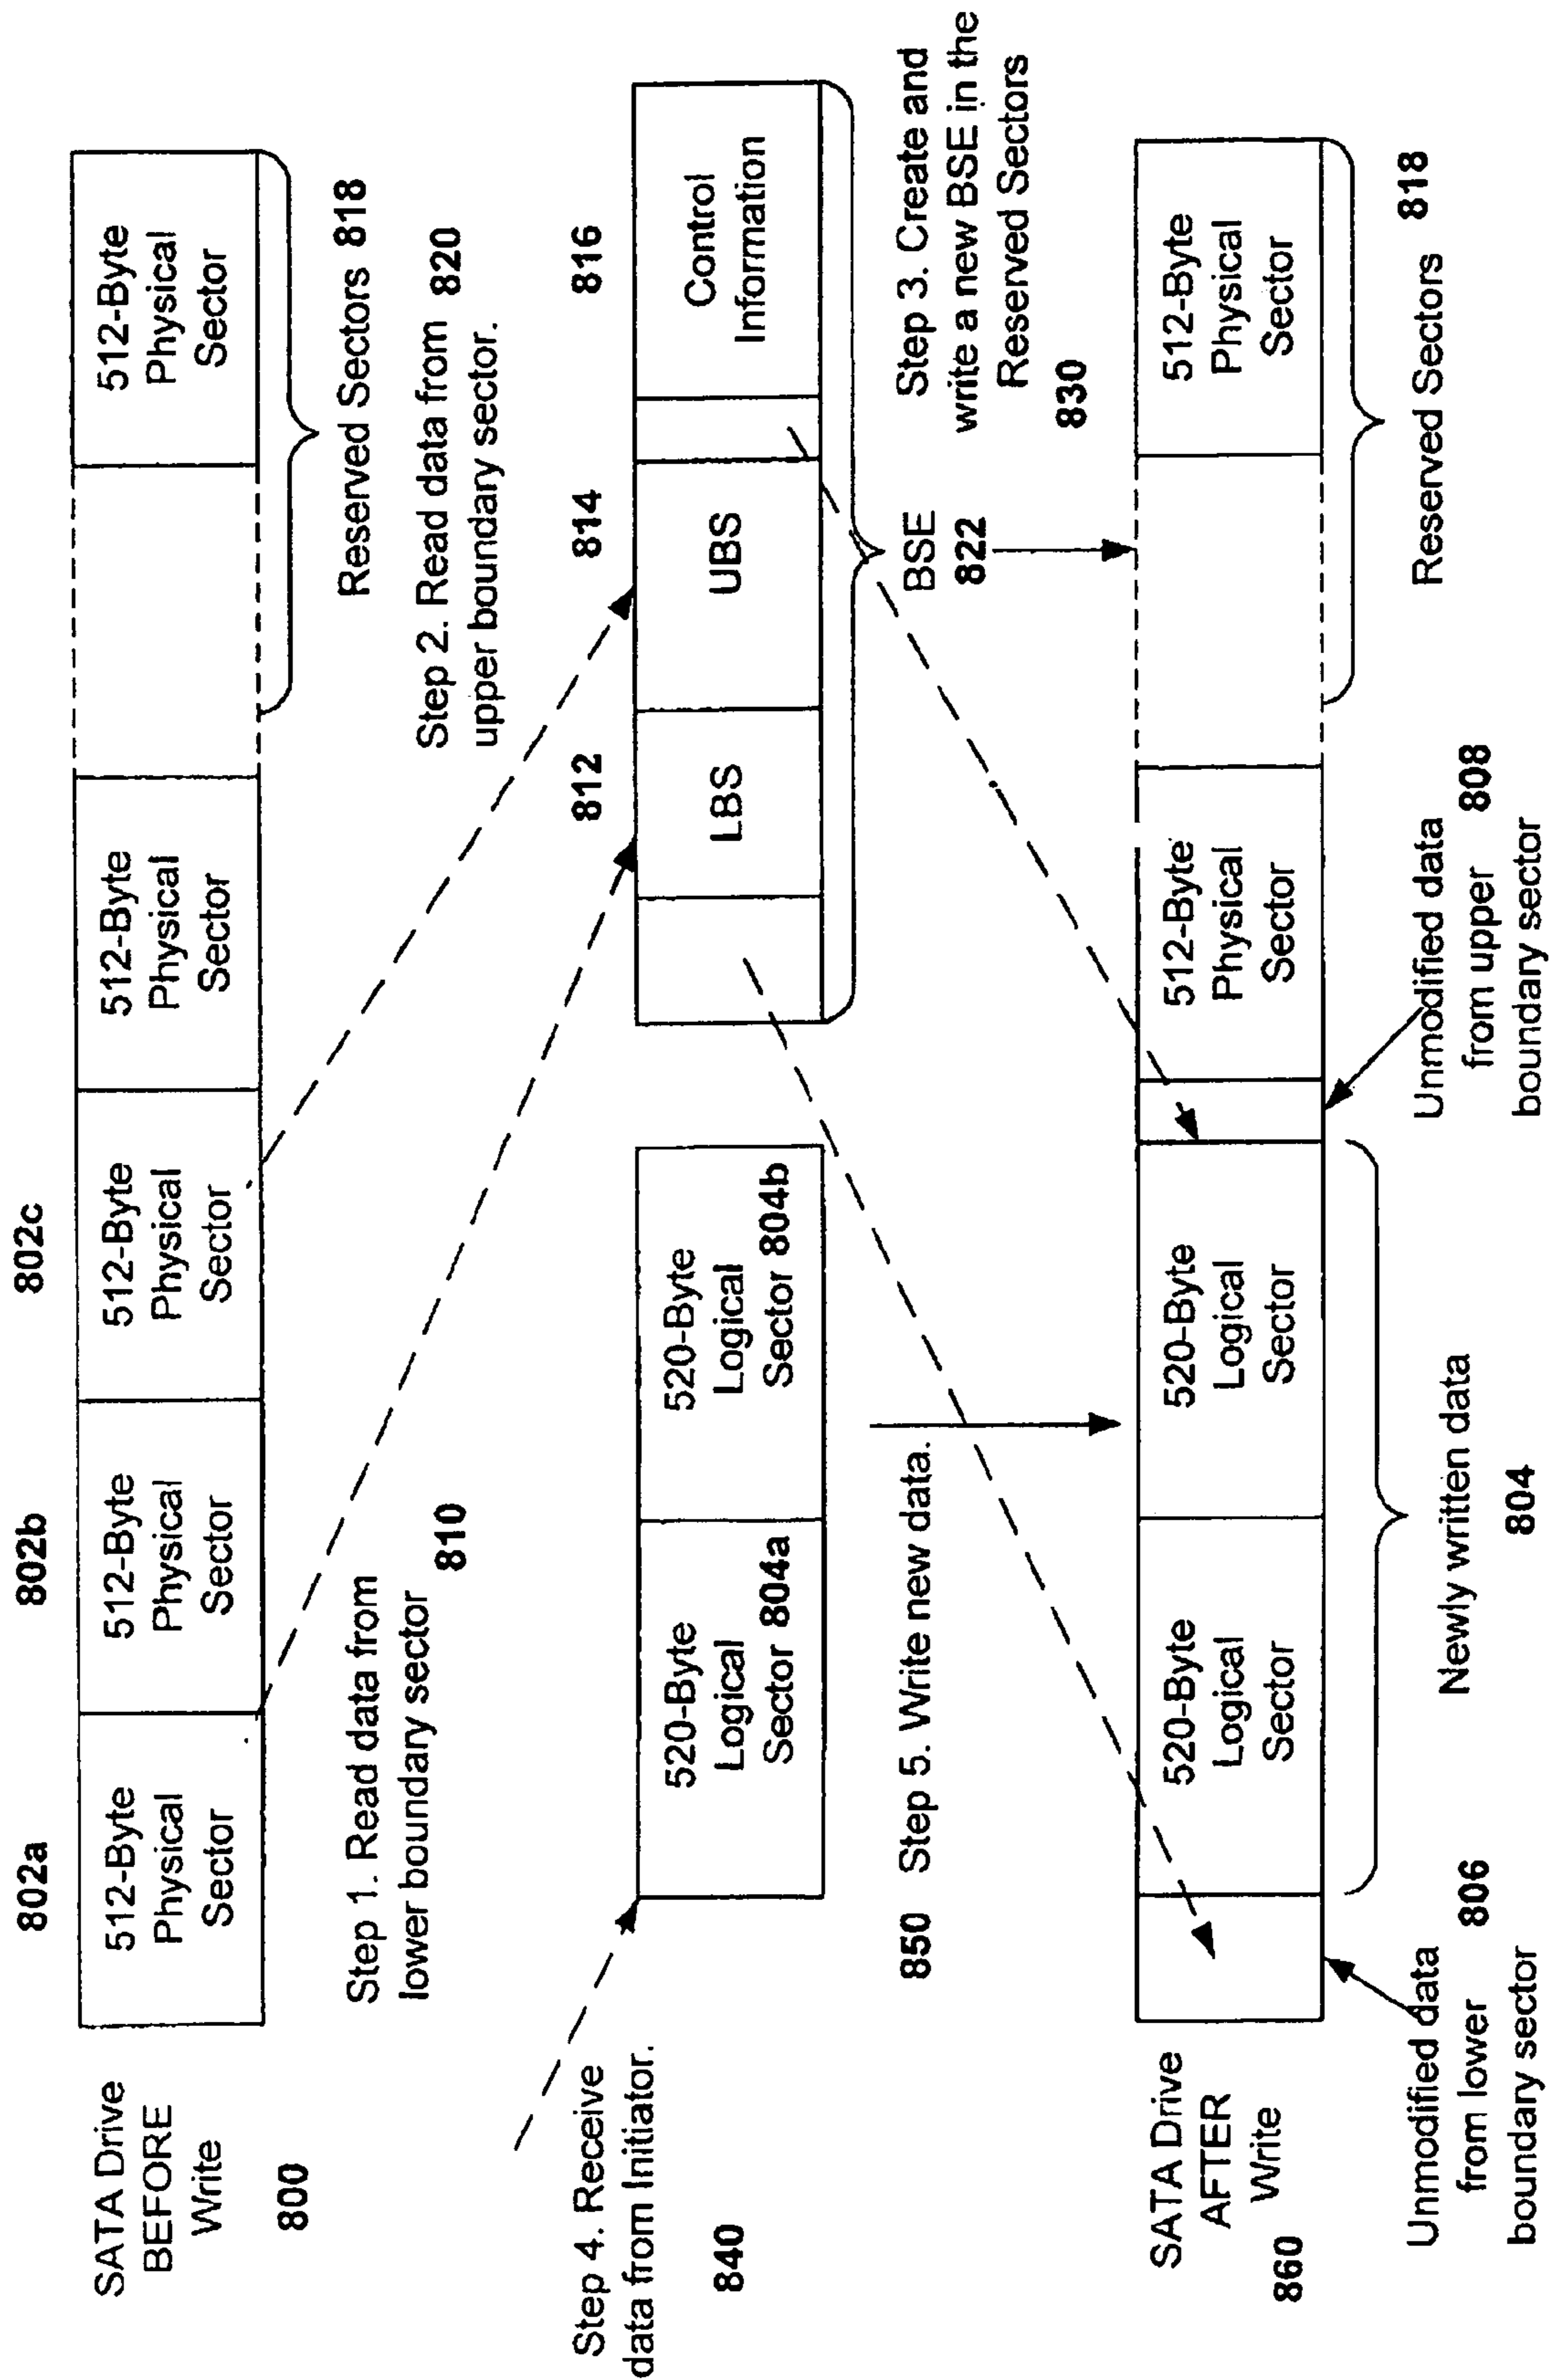 802a
802b
802c
SATA Drive
BEFORE
Write
800
512-Byte
Physical
Sector
512-Byte
Physical
Sector
512-Byte
Physical
Sector
512-Byte
Physical
Sector
512-Byte
Physical
Sector
Reserved Sectors 818
Step 1. Read data from
lower boundary sector
810
Step 2. Read data from
upper boundary sector.
820
Step 4. Receive
data from Initiator.
840
520-Byte
Logical
Sector 804a
520-Byte
Logical
Sector 804b
812
814
816
LBS
UBS
Control
Information
BSE
822
Step 3. Create and
write a new BSE in the
Reserved Sectors
830
850 Step 5. Write new data.
SATA Drive
AFTER
Write
860
520-Byte
Logical
Sector
520-Byte
Logical
Sector
512-Byte
Physical
Sector
512-Byte
Physical
Sector
Unmodified data
from lower 806
boundary sector
Newly written data
804
Unmodified data
from upper 808
boundary sector
Reserved Sectors 818